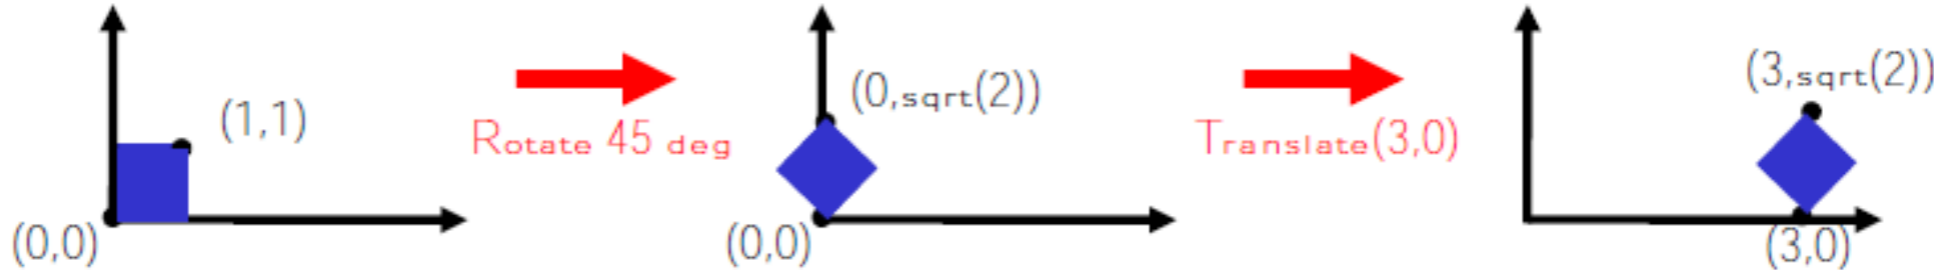 (1,1)
(0,0)
Rotate 45 deg
(0,sqrt(2))
(0,0)
Translate(3,0)
(3,sqrt(2))
(3,0)